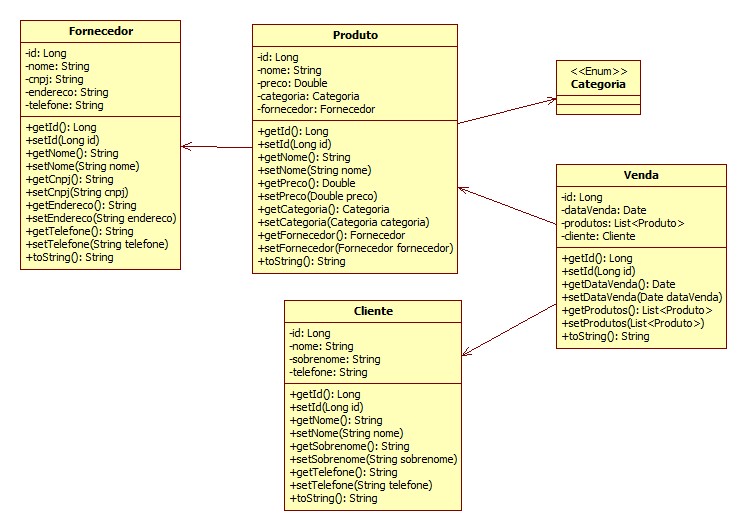 Fornecedor
-id: Long
-nome: String
-cnpj: String
-endereco: String
-telefone: String
+getId(): Long
+setId(Long id)
+getNome(): String
+setNome(String nome)
+getCnpj(): String
+setCnpj(String cnpj)
+getEndereco(): String
+setEndereco(String endereco)
+getTelefone(): String
+setTelefone(String telefone)
+toString(): String
Produto
-id: Long
-nome: String
-preco: Double
-categoria: Categoria
-fornecedor: Fornecedor
+getId(): Long
+setId(Long id)
+getNome(): String
+setNome(String nome)
+getPreco(): Double
+setPreco(Double preco)
+getCategoria(): Categoria
+setCategoria(Categoria categoria)
+getFornecedor(): Fornecedor
+setFornecedor(Fornecedor fornecedor)
+toString(): String
<<Enum>>
Categoria
Venda
-id: Long
-dataVenda: Date
-produtos: List<Produto>
-cliente: Cliente
+getId(): Long
+setId(Long id)
+getDataVenda(): Date
+setDataVenda(Date dataVenda)
+getProdutos(): List<Produto>
+setProdutos(List<Produto>)
+toString(): String
Cliente
-id: Long
-nome: String
-sobrenome: String
-telefone: String
+getId(): Long
+setId(Long id)
+getNome(): String
+setNome(String nome)
+getSobrenome(): String
+setSobrenome(String sobrenome)
+getTelefone(): String
+setTelefone(String telefone)
+toString(): String